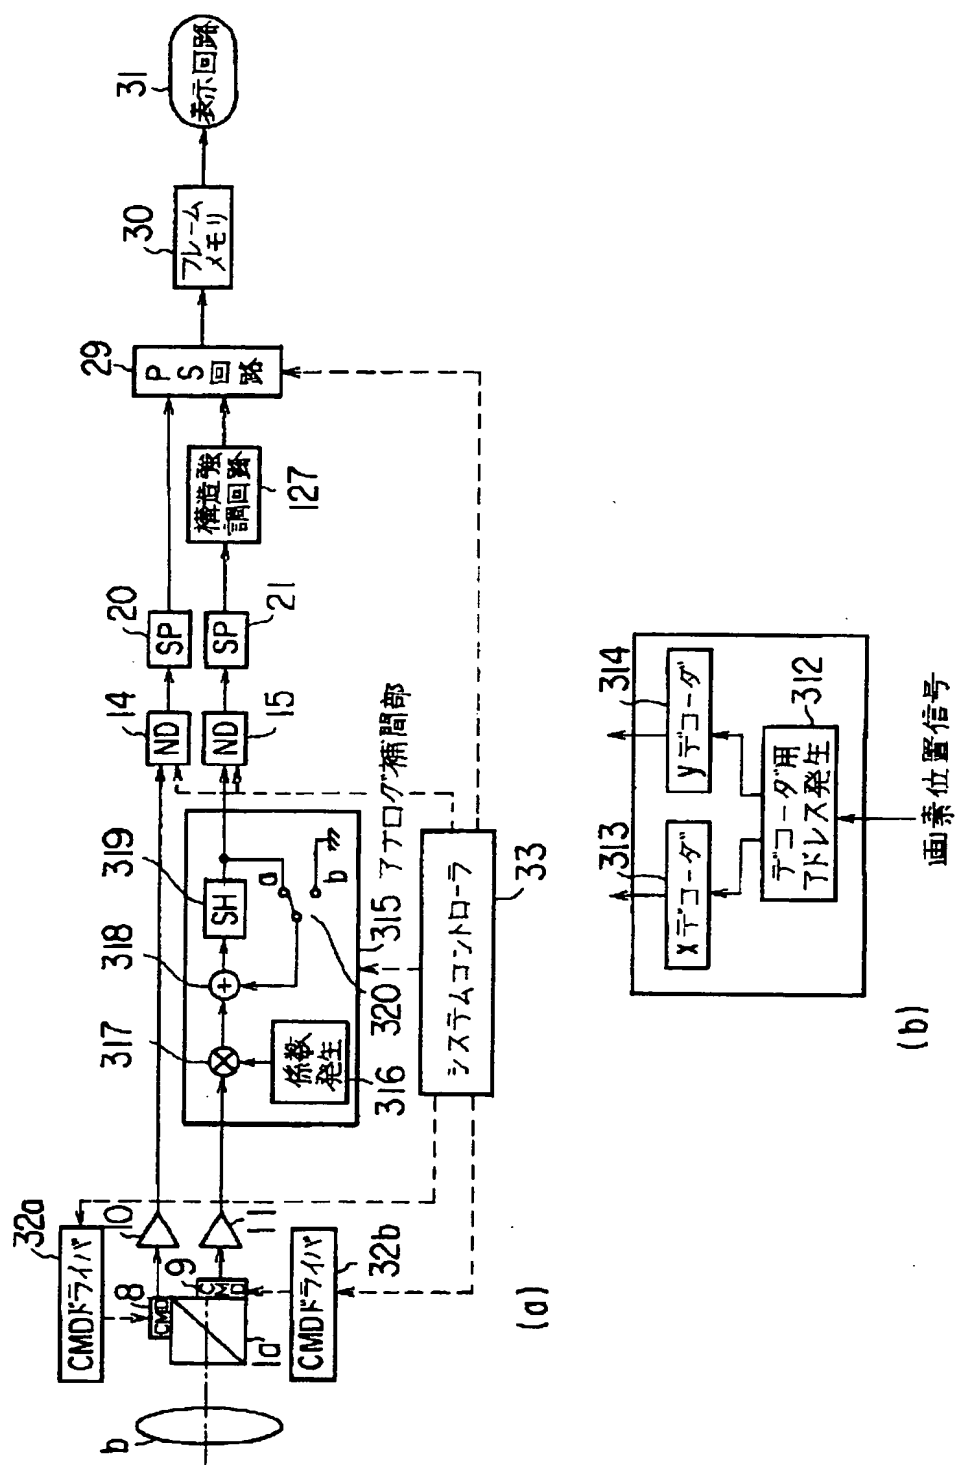 32a
CMDドライバ
8
CMD
10
9
CMD
11
1a
b
CMDドライバ
32b
317
318
319
SH
a
b
係数
発生
316
320
315
アナログ補間部
システムコントローラ
33
14
ND
ND
15
20
SP
SP
21
構造強
調回路
127
29
PS回路
30
フレーム
メモリ
31
表示回路
(a)
313
xデコーダ
314
yデコーダ
デコーダ用
アドレス発生
312
画素位置信号
(b)